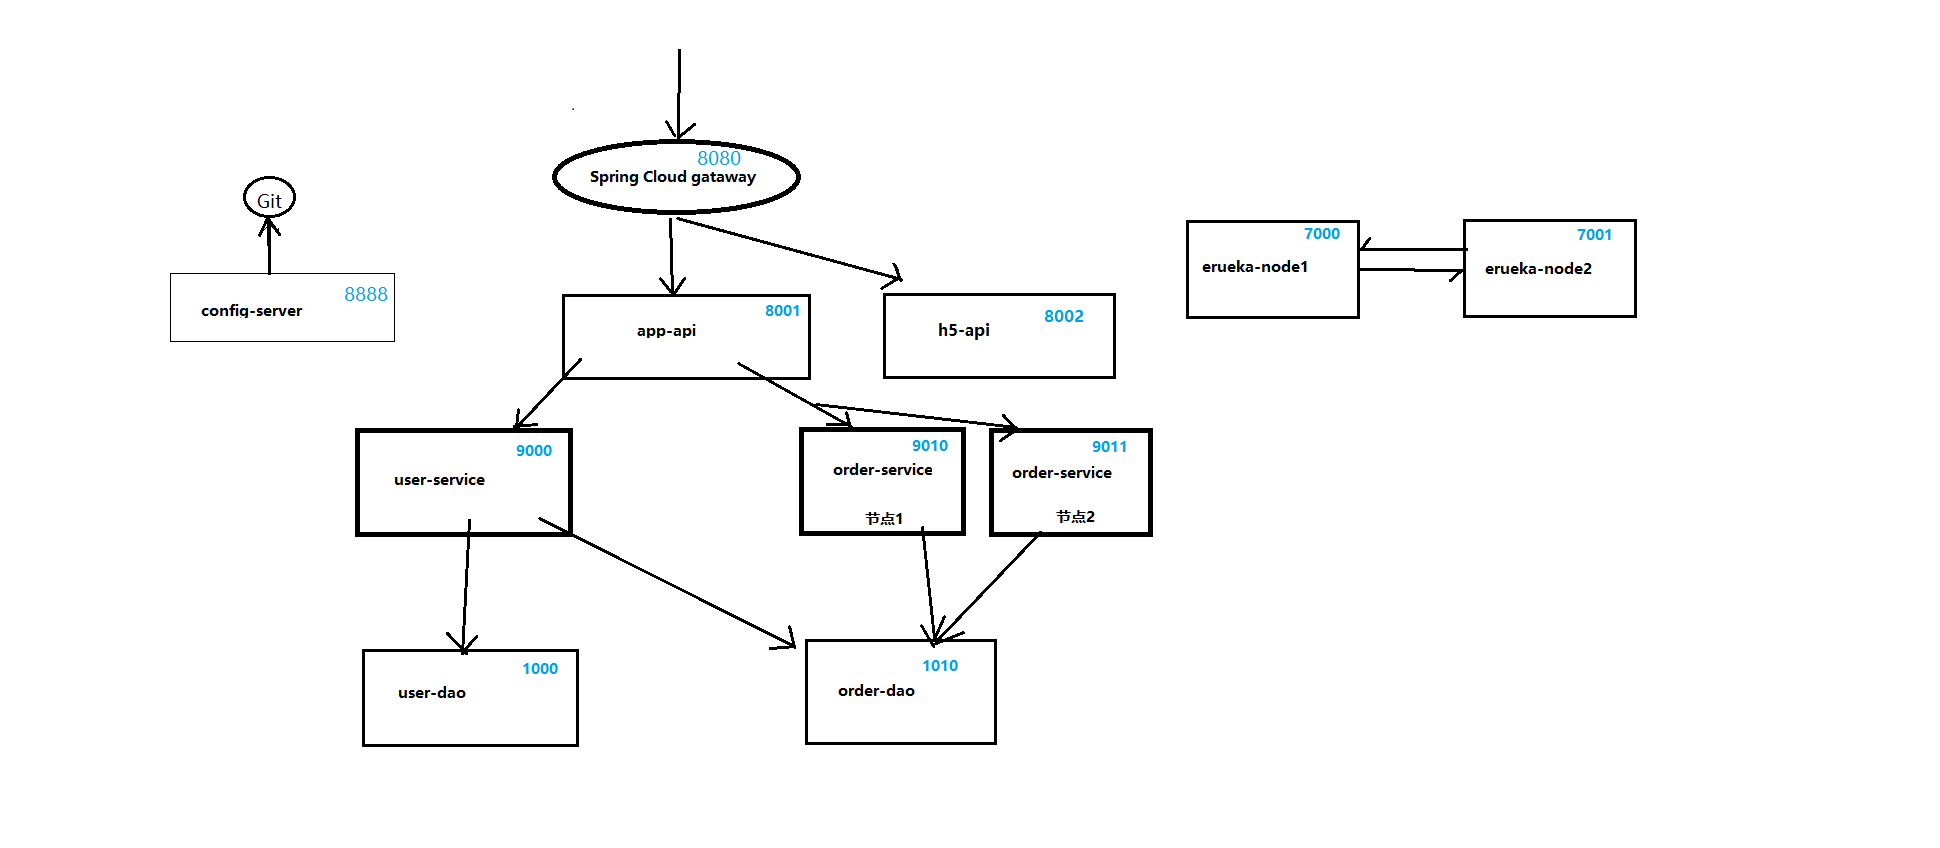 8080
Spring Cloud gataway
Git
7000
erueka-node1
7001
erueka-node2
8888
config-server
8001
app-api
8002
h5-api
9000
user-service
9010
order-service
节点1
9011
order-service
节点2
1000
user-dao
1010
order-dao